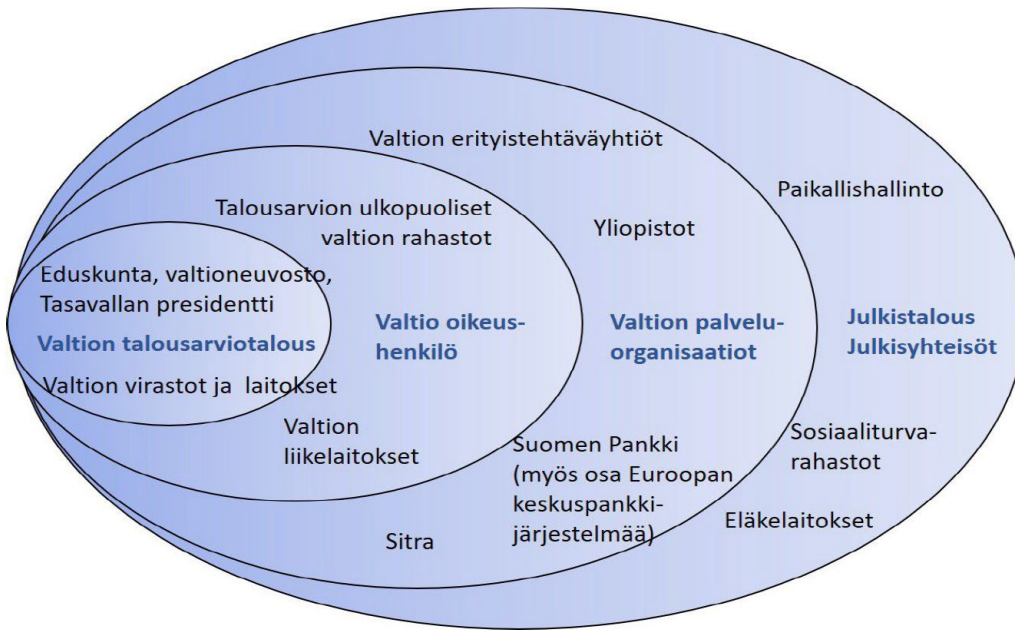 Valtion erityistehtäväyhtiöt
Paikallishallinto
Talousarvion ulkopuoliset
valtion rahastot
Yliopistot
Eduskunta, valtioneuvosto,
Tasavallan presidentti
Valtion talousarviotalous
Valtion virastot ja laitokset
Valtio oikeus-
henkilö
Valtion palvelu-
organisaatiot
Julkistalous
Julkisyhteisöt
Valtion
liikelaitokset
Suomen Pankki
(myös osa Euroopan
keskuspankki-
järjestelmää)
Sosiaaliturva-
rahastot
Eläkelaitokset
Sitra